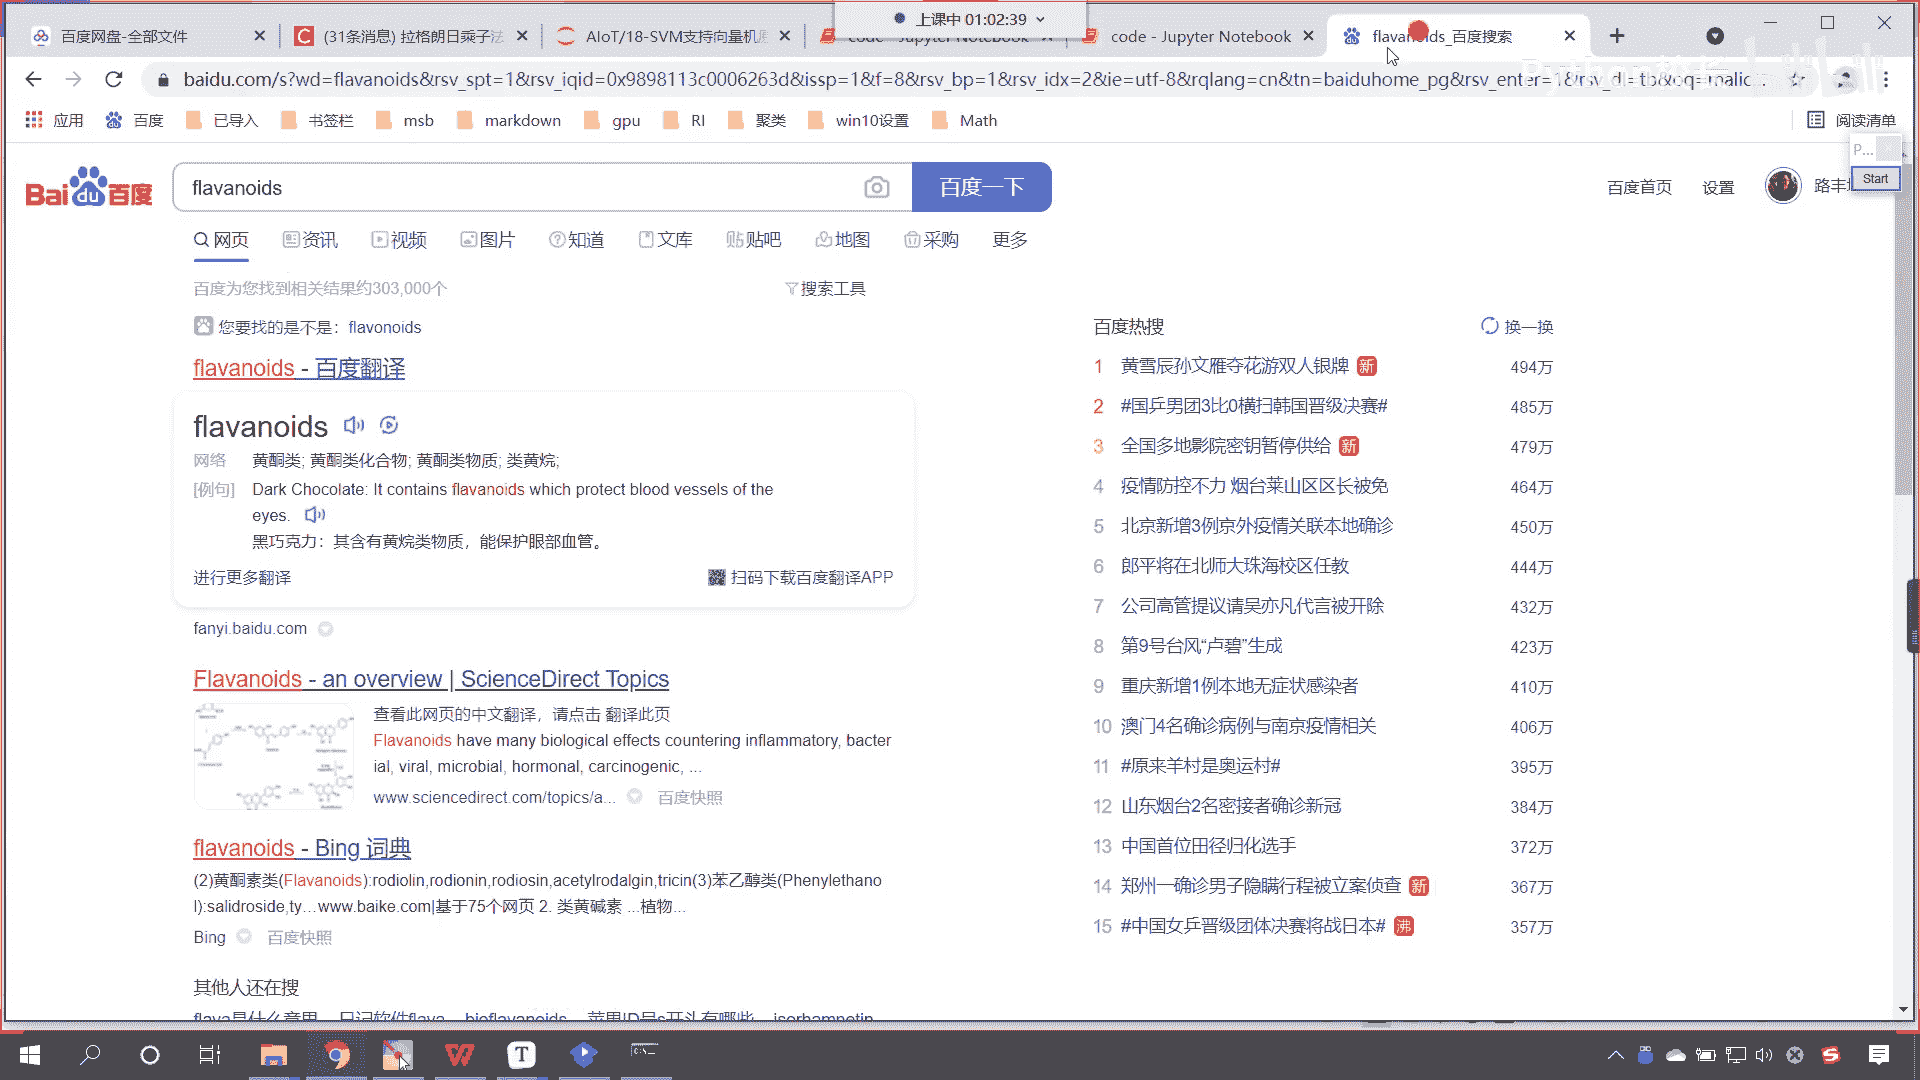 上课中 01:02:39
百度网盘-全部文件
(31条消息) 拉格朗日乘子法
AIoT/18-SVM支持向量机
code - Jupyter Notebook
code - Jupyter Notebook
flavanoids_百度搜索
baidu.com/s?wd=flavanoids&rsv_spt=1&rsv_iqid=0x9898113c0006263d&issp=1&f=8&rsv_bp=1&rsv_idx=2&ie=utf-8&rqlang=cn&tn=baiduhome_pg&rsv_enter=1&rsv_dl=tb&oq=malic...
应用
百度
已导入
书签栏
msb
markdown
gpu
RI
聚类
win10设置
Math
阅读清单
P...
Start
Bai du 百度
flavanoids
百度一下
百度首页
设置
路丰
网页
资讯
视频
图片
知道
文库
贴吧
地图
采购
更多
百度为您找到相关结果约303,000个
搜索工具
您要找的是不是: flavonoids
flavanoids - 百度翻译
flavanoids
网络 黄酮类; 黄酮类化合物; 黄酮类物质; 类黄烷;
[例句] Dark Chocolate: It contains flavanoids which protect blood vessels of the
eyes.
黑巧克力：其含有黄烷类物质，能保护眼部血管。
进行更多翻译
扫码下载百度翻译APP
fanyi.baidu.com
Flavanoids - an overview | ScienceDirect Topics
查看此网页的中文翻译，请点击 翻译此页
Flavanoids have many biological effects countering inflammatory, bacter
ial, viral, microbial, hormonal, carcinogenic, ...
www.sciencedirect.com/topics/a... 百度快照
flavanoids - Bing 词典
(2)黄酮素类(Flavanoids):rodiolin,rodionin,rodiosin,acetylrodalgin,tricin(3)苯乙醇类(Phenylethano
l):salidroside,ty...www.baike.com|基于75个网页 2. 类黄碱素 ...植物...
Bing 百度快照
其他人还在搜
百度热搜
换一换
1 黄雪辰孙文雁夺花游双人银牌 新 494万
2 #国乒男团3比0横扫韩国晋级决赛# 485万
3 全国多地影院密钥暂停供给 新 479万
4 疫情防控不力 烟台莱山区区长被免 464万
5 北京新增3例京外疫情关联本地确诊 450万
6 郎平将在北师大珠海校区任教 444万
7 公司高管提议请吴亦凡代言被开除 432万
8 第9号台风“卢碧”生成 423万
9 重庆新增1例本地无症状感染者 410万
10 澳门4名确诊病例与南京疫情相关 406万
11 #原来羊村是奥运村# 395万
12 山东烟台2名密接者确诊新冠 384万
13 中国首位田径归化选手 372万
14 郑州一确诊男子隐瞒行程被立案侦查 新 367万
15 #中国女乒晋级团体决赛将战日本# 沸 357万